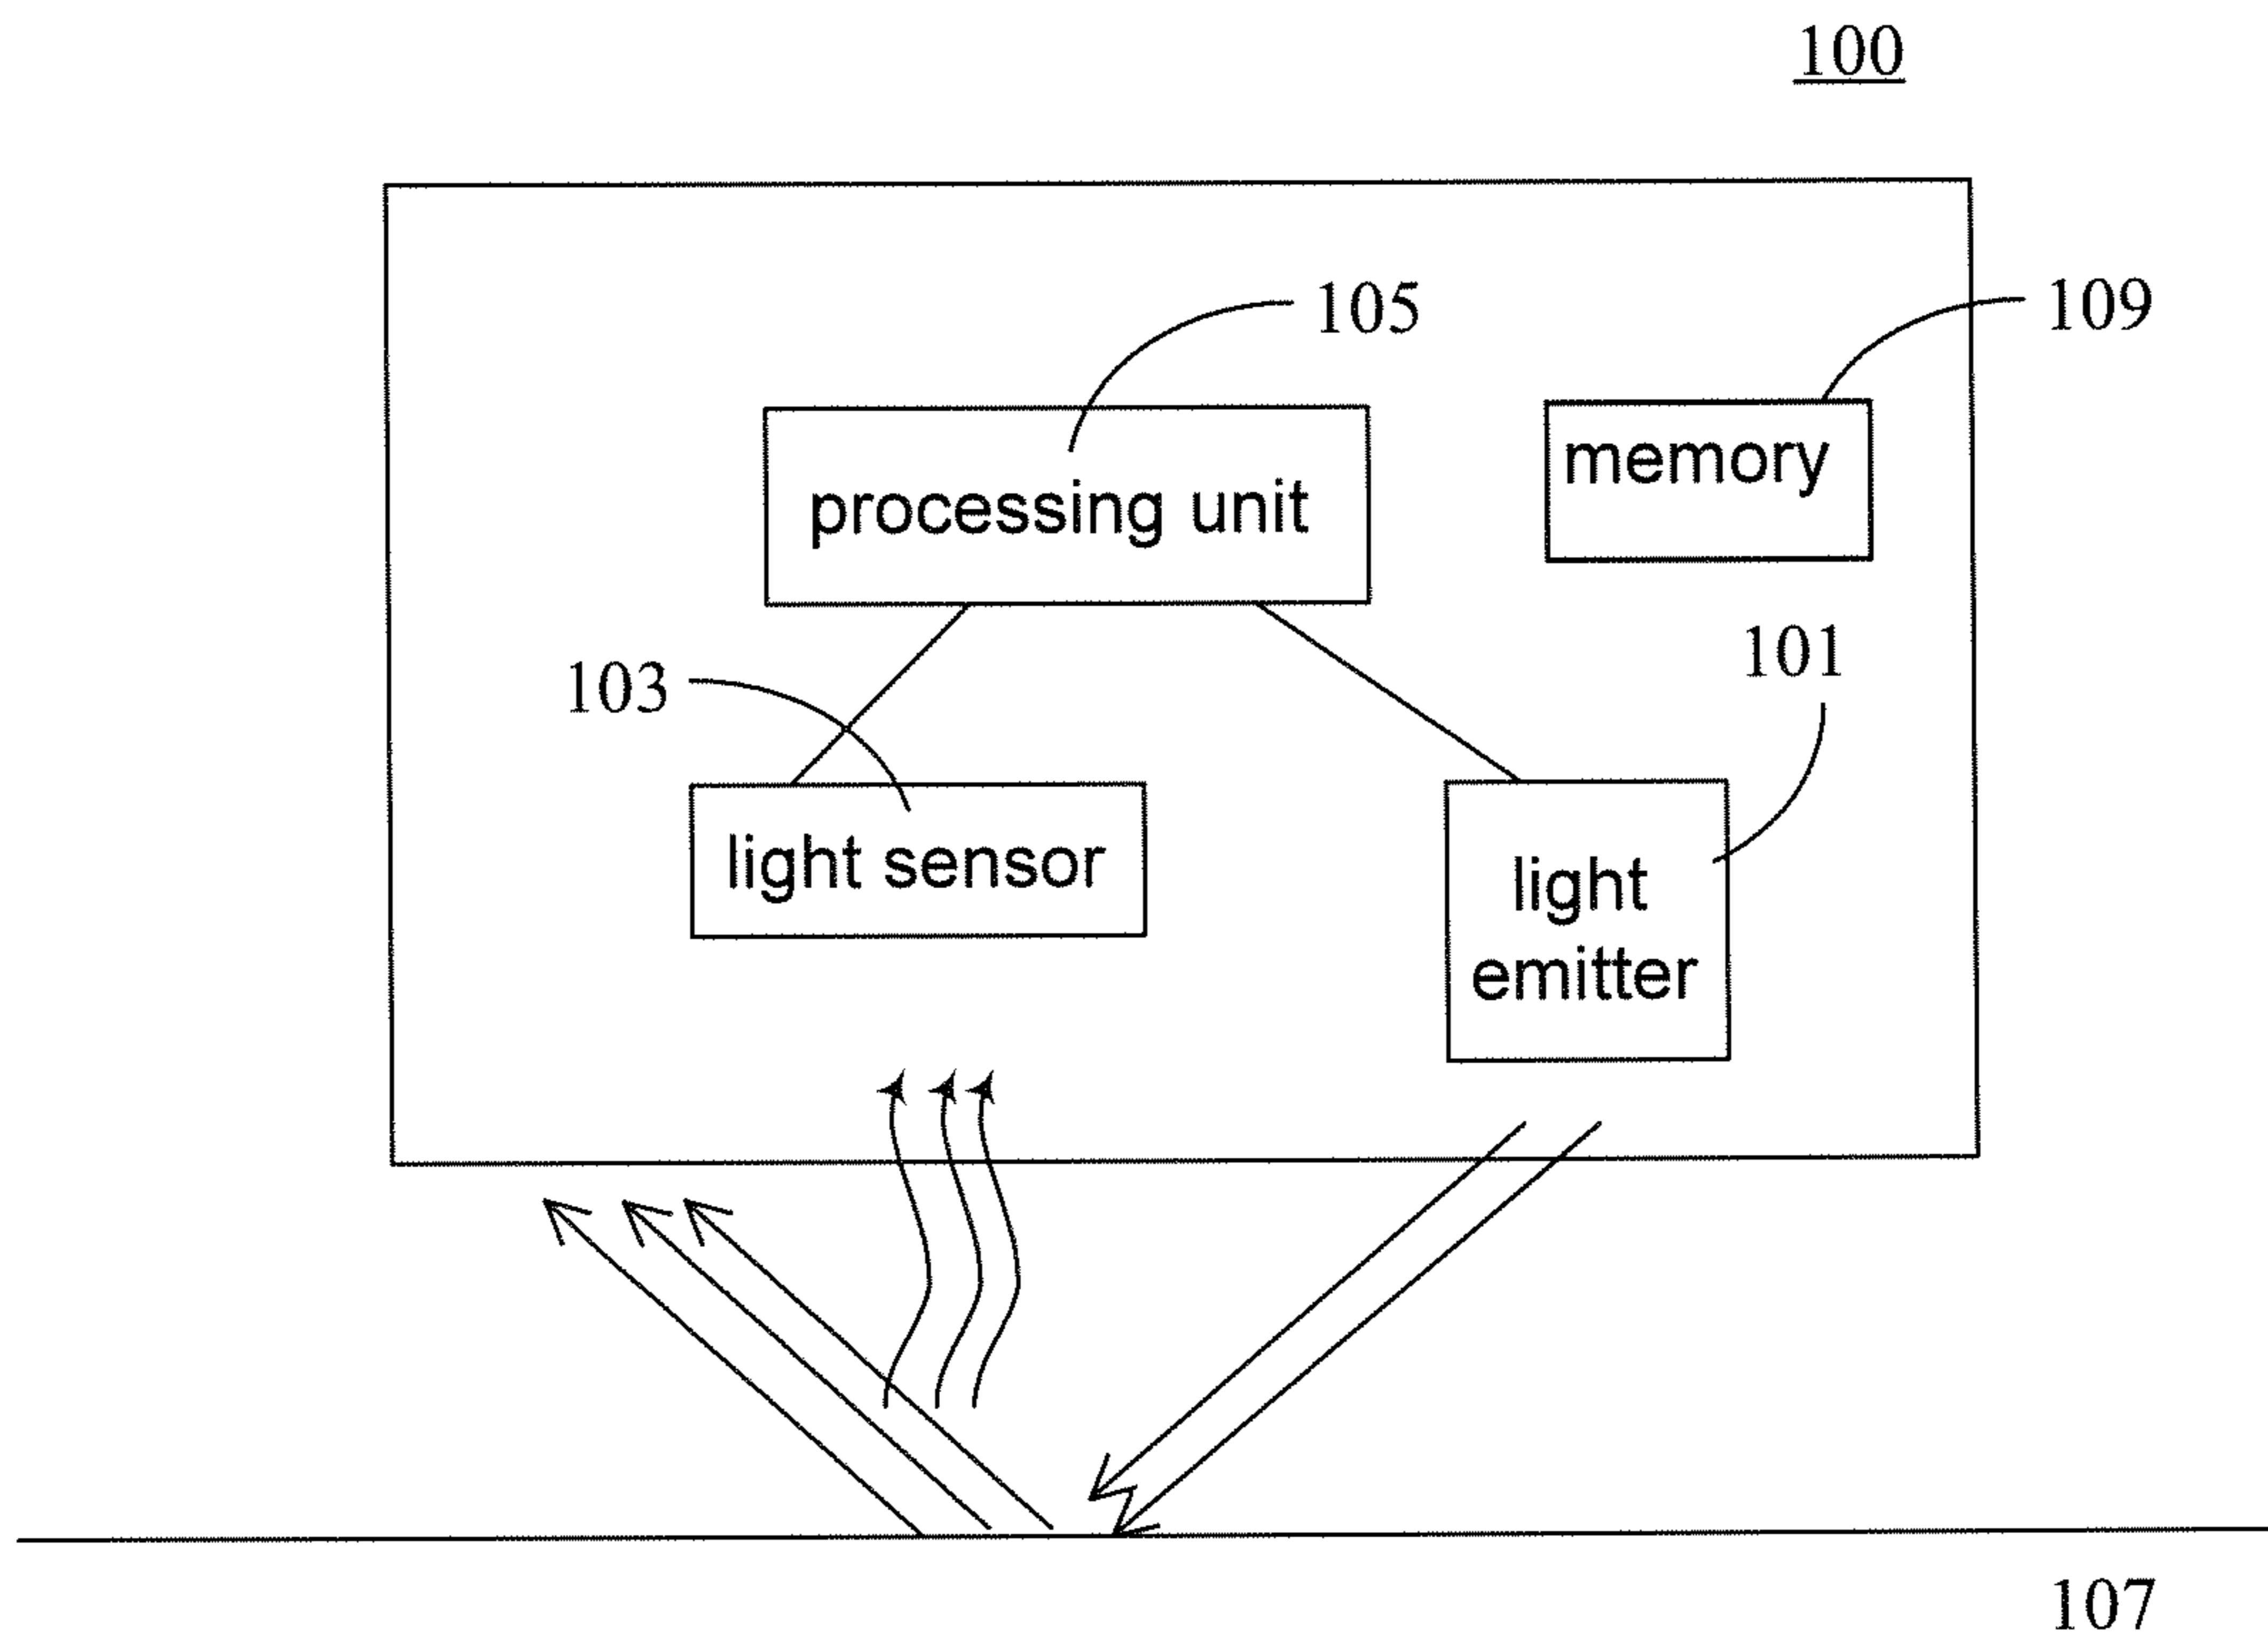 100
105
109
memory
processing unit
101
103
light sensor
light
emitter
107